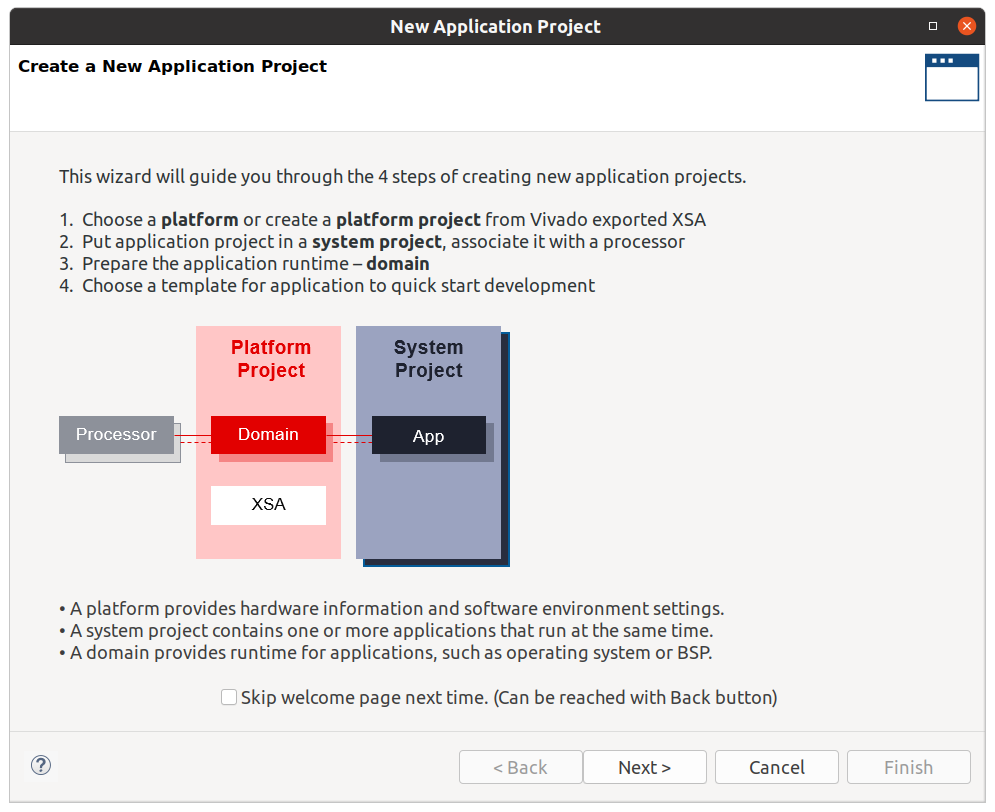 New Application Project
Create a New Application Project
This wizard will guide you through the 4 steps of creating new application projects.
1. Choose a platform or create a platform project from Vivado exported XSA
2. Put application project in a system project, associate it with a processor
3. Prepare the application runtime – domain
4. Choose a template for application to quick start development
Platform
Project
System
Project
Processor
Domain
App
XSA
• A platform provides hardware information and software environment settings.
• A system project contains one or more applications that run at the same time.
• A domain provides runtime for applications, such as operating system or BSP.
Skip welcome page next time. (Can be reached with Back button)
?
< Back
Next >
Cancel
Finish